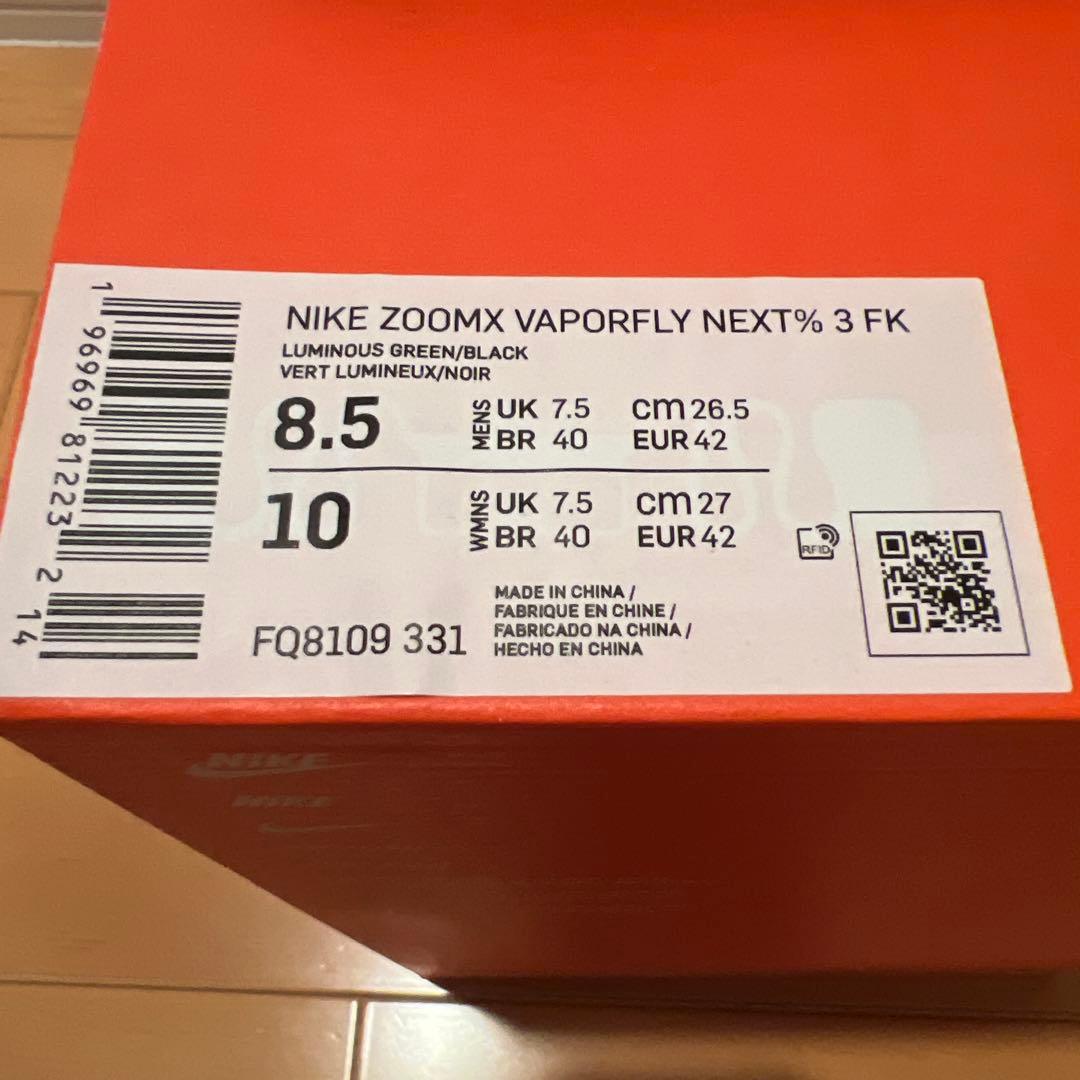 NIKE ZOOMX VAPORFLY NEXT% 3 FK
LUMINOUS GREEN/BLACK
VERT LUMINEUX/NOIR
8.5 MENS UK 7.5 cm 26.5
BR 40 EUR 42
10 WMNS UK 7.5 cm 27
BR 40 EUR 42
RFID
FQ8109 331
MADE IN CHINA /
FABRIQUE EN CHINE /
FABRICADO NA CHINA /
HECHO EN CHINA
1 96969 81223 2 14
NIKE
NIKE